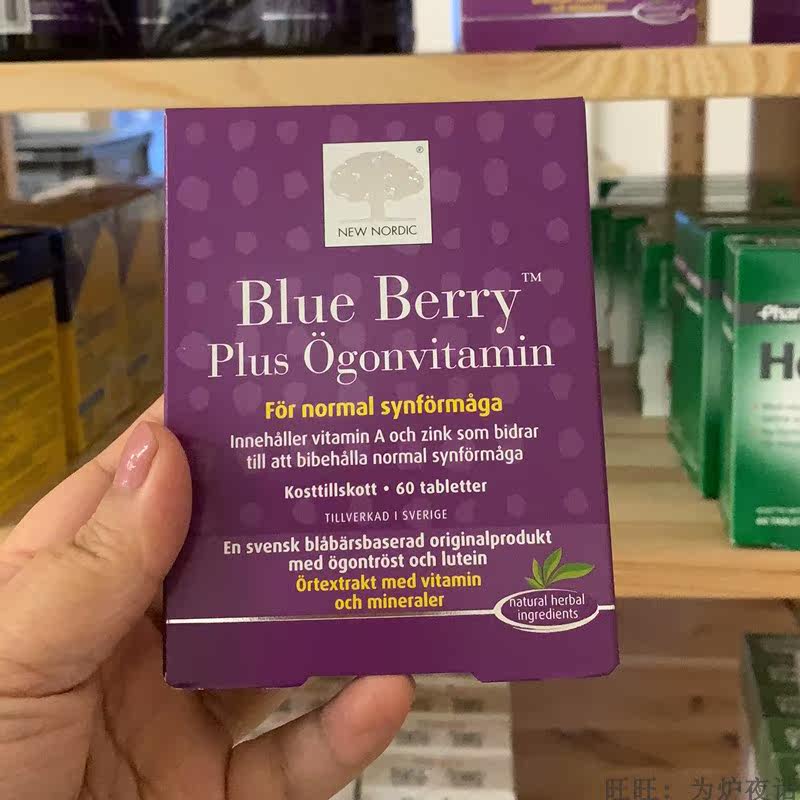 NEW NORDIC
®
Blue Berry™
Plus Ögonvitamin
För normal synförmåga
Innehåller vitamin A och zink som bidrar
till att bibehålla normal synförmåga
Kosttillskott • 60 tabletter
TILLVERKAD I SVERIGE
En svensk blåbärsbaserad originalprodukt
med ögontröst och lutein
Örtextrakt med vitamin
och mineraler
natural herbal
ingredients
旺旺：为炉夜话